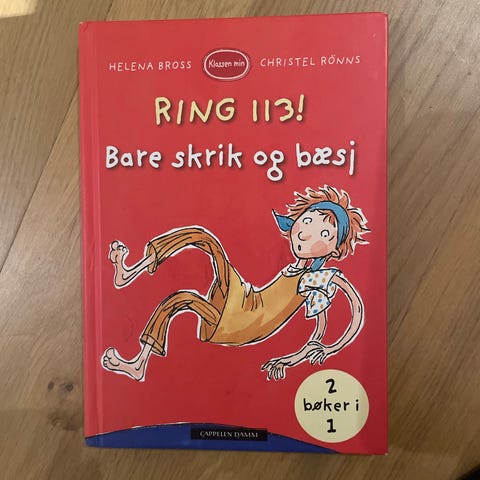 HELENA BROSS Klassen min CHRISTEL RÖNNS
RING 113!
Bare skrik og bæsj
2
bøker i
1
CAPPELEN DAMM